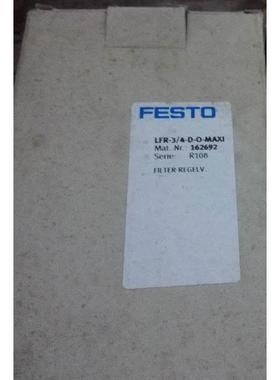 FESTO
LFR-3/4-D-O-MAXI
Mat. Nr. 162692
Serie: R108
FILTER-REGELV.